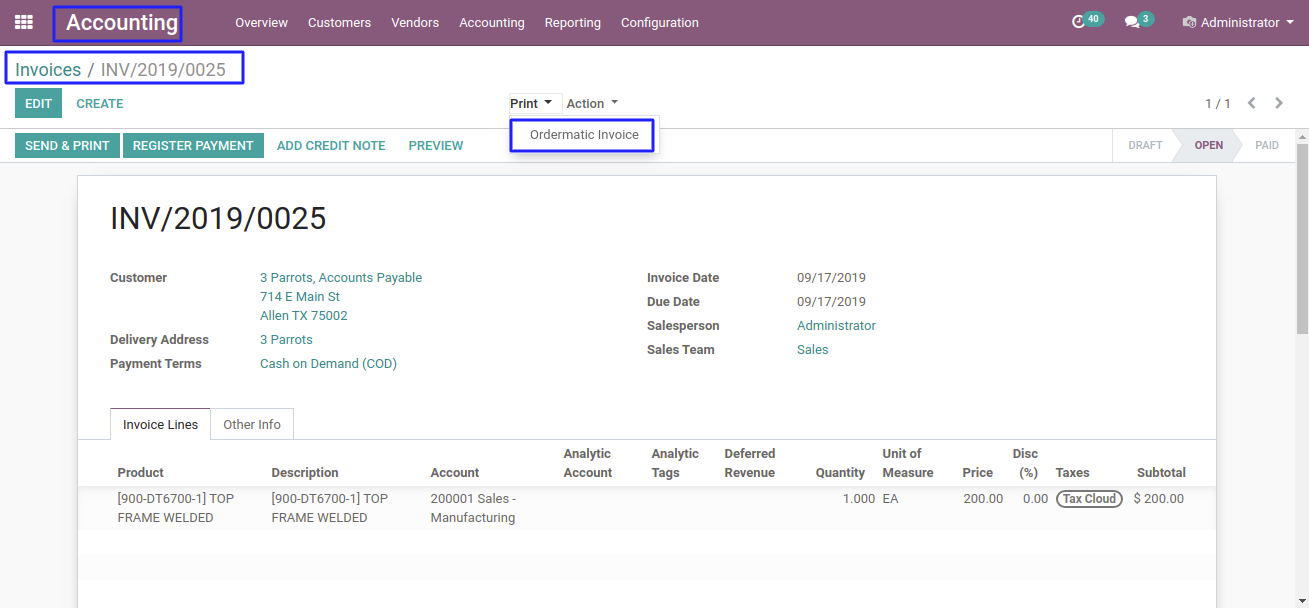 Accounting Overview Customers Vendors Accounting Reporting Configuration 40 3 Administrator
Invoices / INV/2019/0025
EDIT CREATE Print Action 1 / 1
Ordermatic Invoice
SEND & PRINT REGISTER PAYMENT ADD CREDIT NOTE PREVIEW DRAFT OPEN PAID
INV/2019/0025
Customer 3 Parrots, Accounts Payable Invoice Date 09/17/2019
714 E Main St
Due Date 09/17/2019
Allen TX 75002
Salesperson Administrator
Delivery Address 3 Parrots
Sales Team Sales
Payment Terms Cash on Demand (COD)
Invoice Lines Other Info
Analytic Analytic Deferred Unit of Disc
Product Description Account Account Tags Revenue Quantity Measure Price (%) Taxes Subtotal
[900-DT6700-1] TOP [900-DT6700-1] TOP 200001 Sales - 1.000 EA 200.00 0.00 Tax Cloud $ 200.00
FRAME WELDED FRAME WELDED Manufacturing